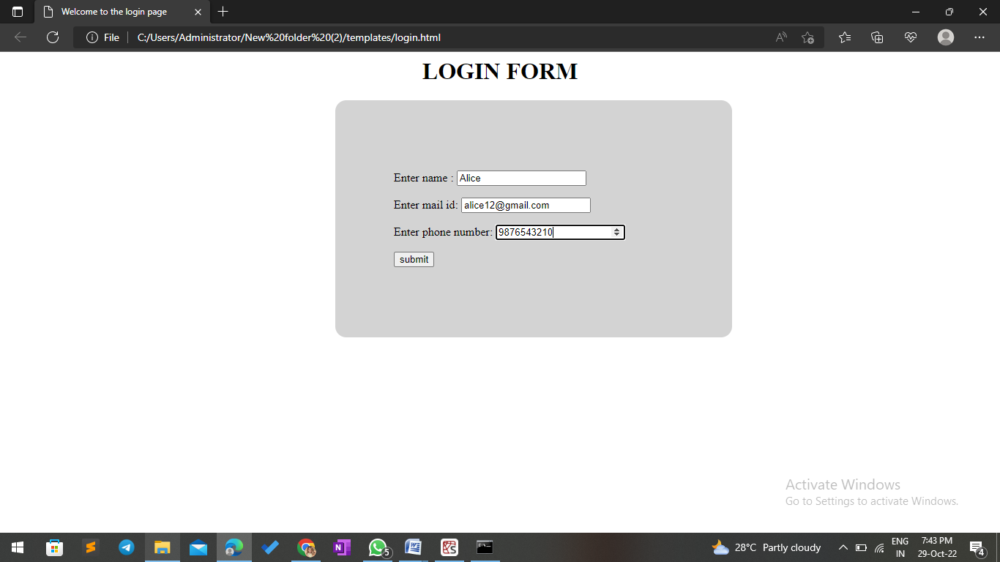 Welcome to the login page
File C:/Users/Administrator/New%20folder%20(2)/templates/login.html
LOGIN FORM
Enter name : Alice
Enter mail id: alice12@gmail.com
Enter phone number: 9876543210
submit
Activate Windows
Go to Settings to activate Windows.
5
28°C Partly cloudy
ENG
IN
7:43 PM
29-Oct-22
4